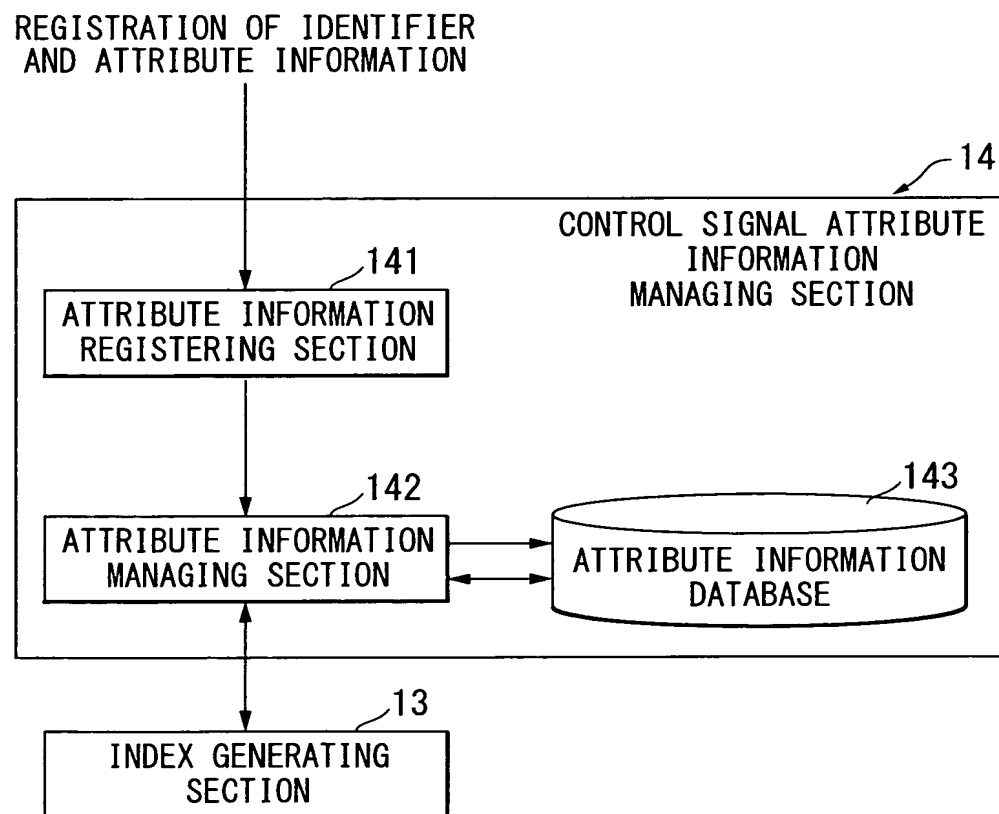 REGISTRATION OF IDENTIFIER
AND ATTRIBUTE INFORMATION
14
CONTROL SIGNAL ATTRIBUTE
INFORMATION
MANAGING SECTION
141
ATTRIBUTE INFORMATION
REGISTERING SECTION
142
ATTRIBUTE INFORMATION
MANAGING SECTION
143
ATTRIBUTE INFORMATION
DATABASE
13
INDEX GENERATING
SECTION